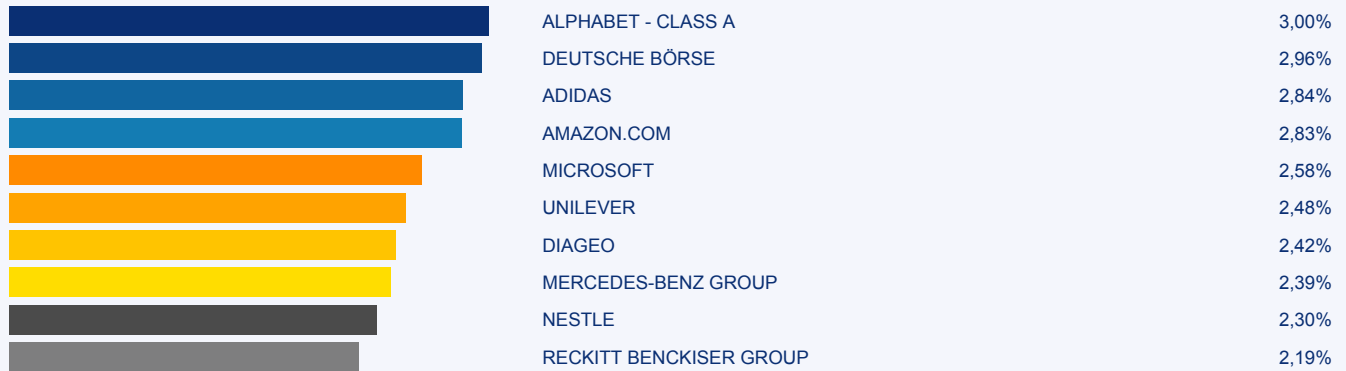 ALPHABET - CLASS A 3,00%
DEUTSCHE BÖRSE 2,96%
ADIDAS 2,84%
AMAZON.COM 2,83%
MICROSOFT 2,58%
UNILEVER 2,48%
DIAGEO 2,42%
MERCEDES-BENZ GROUP 2,39%
NESTLE 2,30%
RECKITT BENCKISER GROUP 2,19%